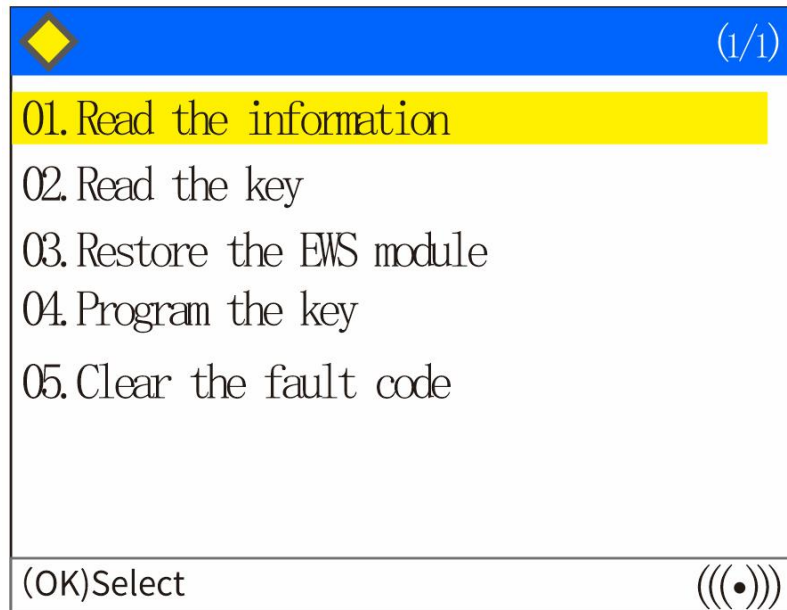 (1/1)
01. Read the information
02. Read the key
03. Restore the EWS module
04. Program the key
05. Clear the fault code
(OK)Select
(((•)))